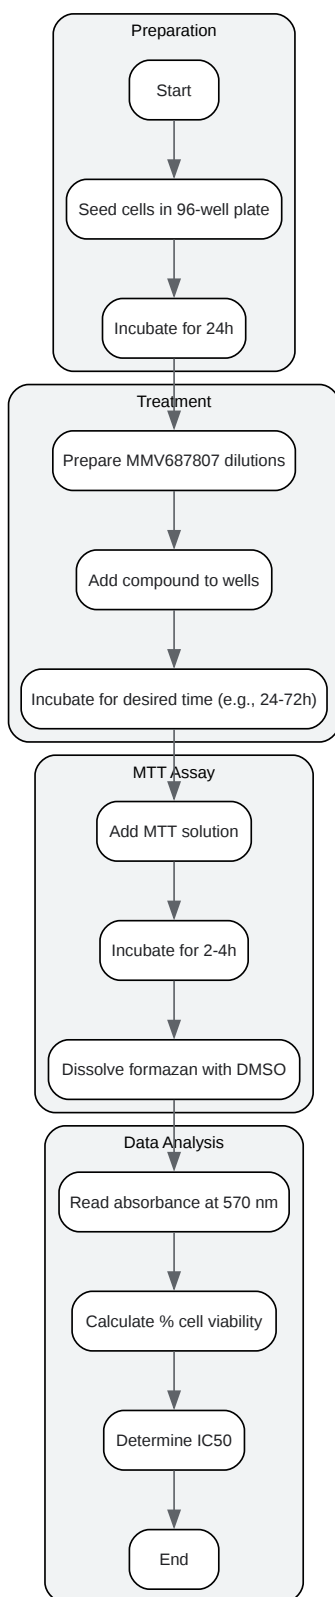 Preparation
Start
Seed cells in 96-well plate
Incubate for 24h
Treatment
Prepare MMV687807 dilutions
Add compound to wells
Incubate for desired time (e.g., 24-72h)
MTT Assay
Add MTT solution
Incubate for 2-4h
Dissolve formazan with DMSO
Data Analysis
Read absorbance at 570 nm
Calculate % cell viability
Determine IC50
End